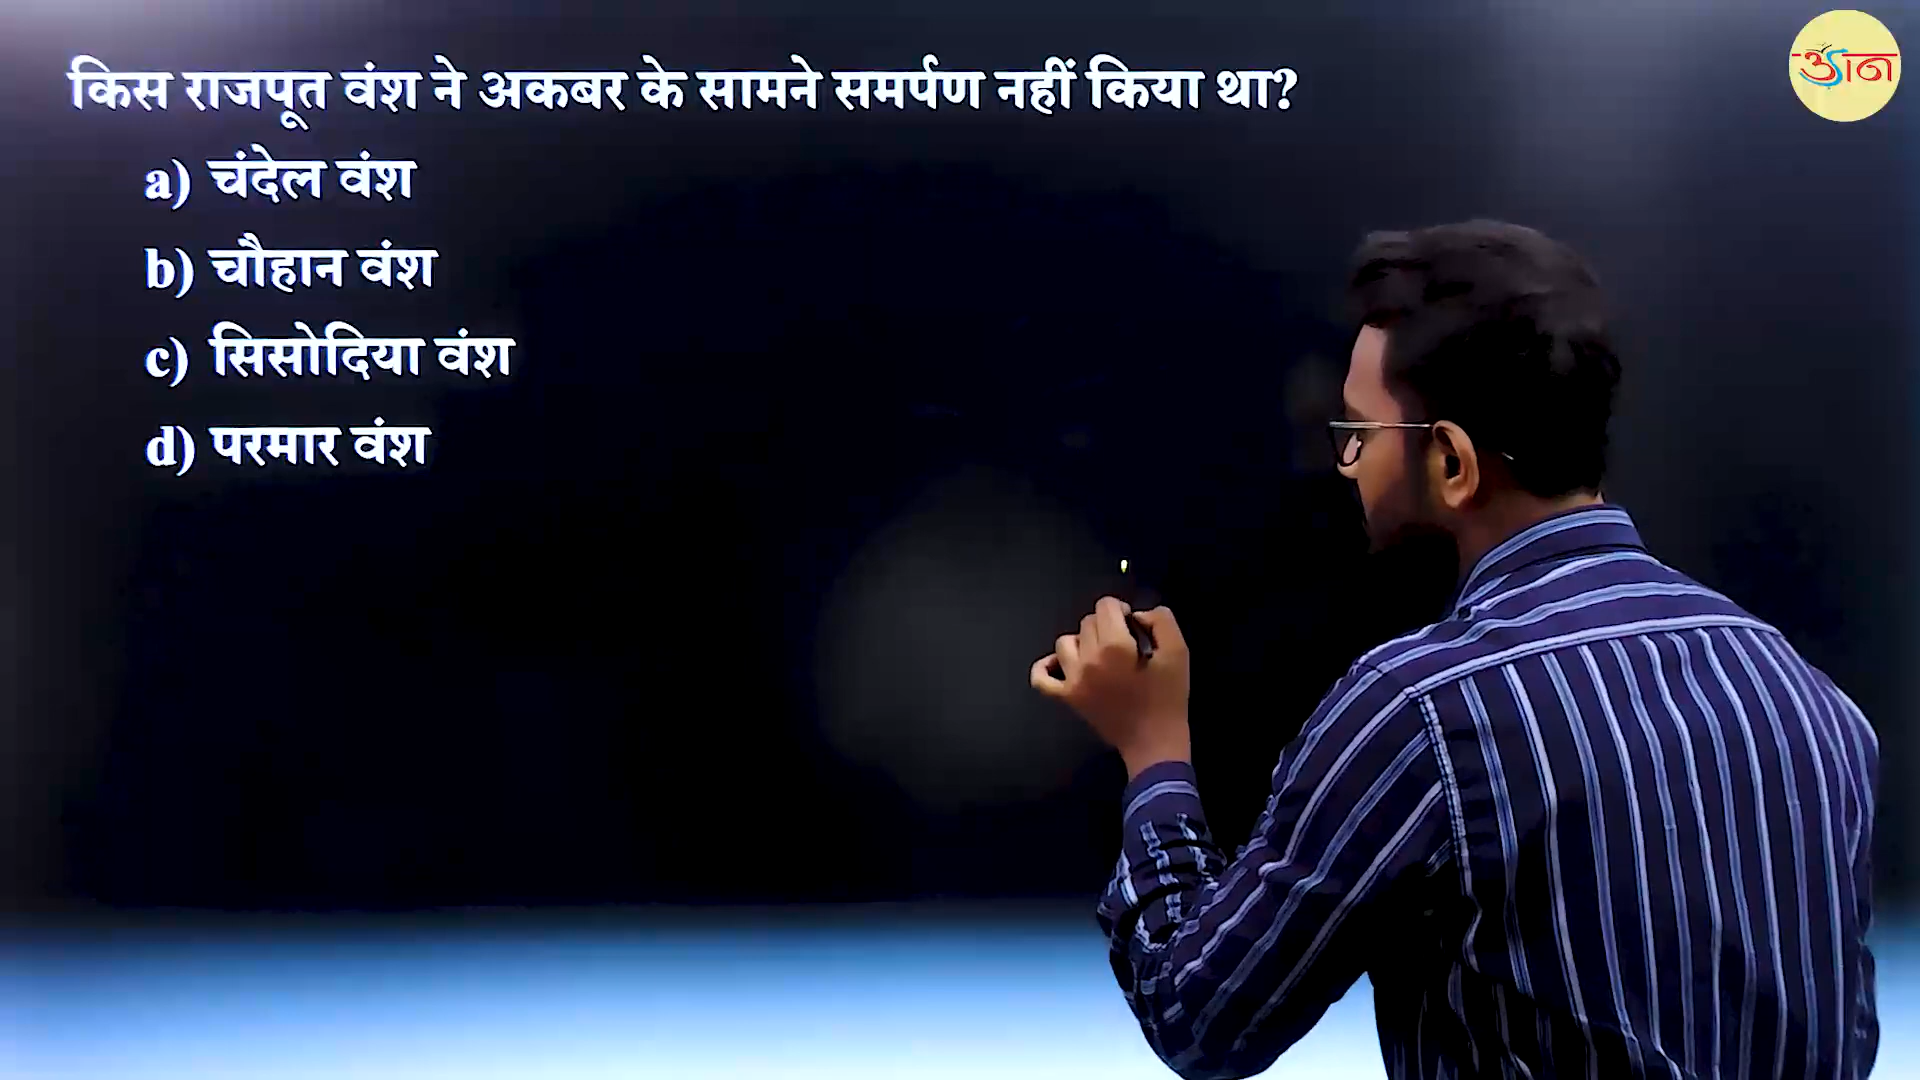 किस राजपूत वंश ने अकबर के सामने समर्पण नहीं किया था?
a) चंदेल वंश
b) चौहान वंश
c) सिसोदिया वंश
d) परमार वंश